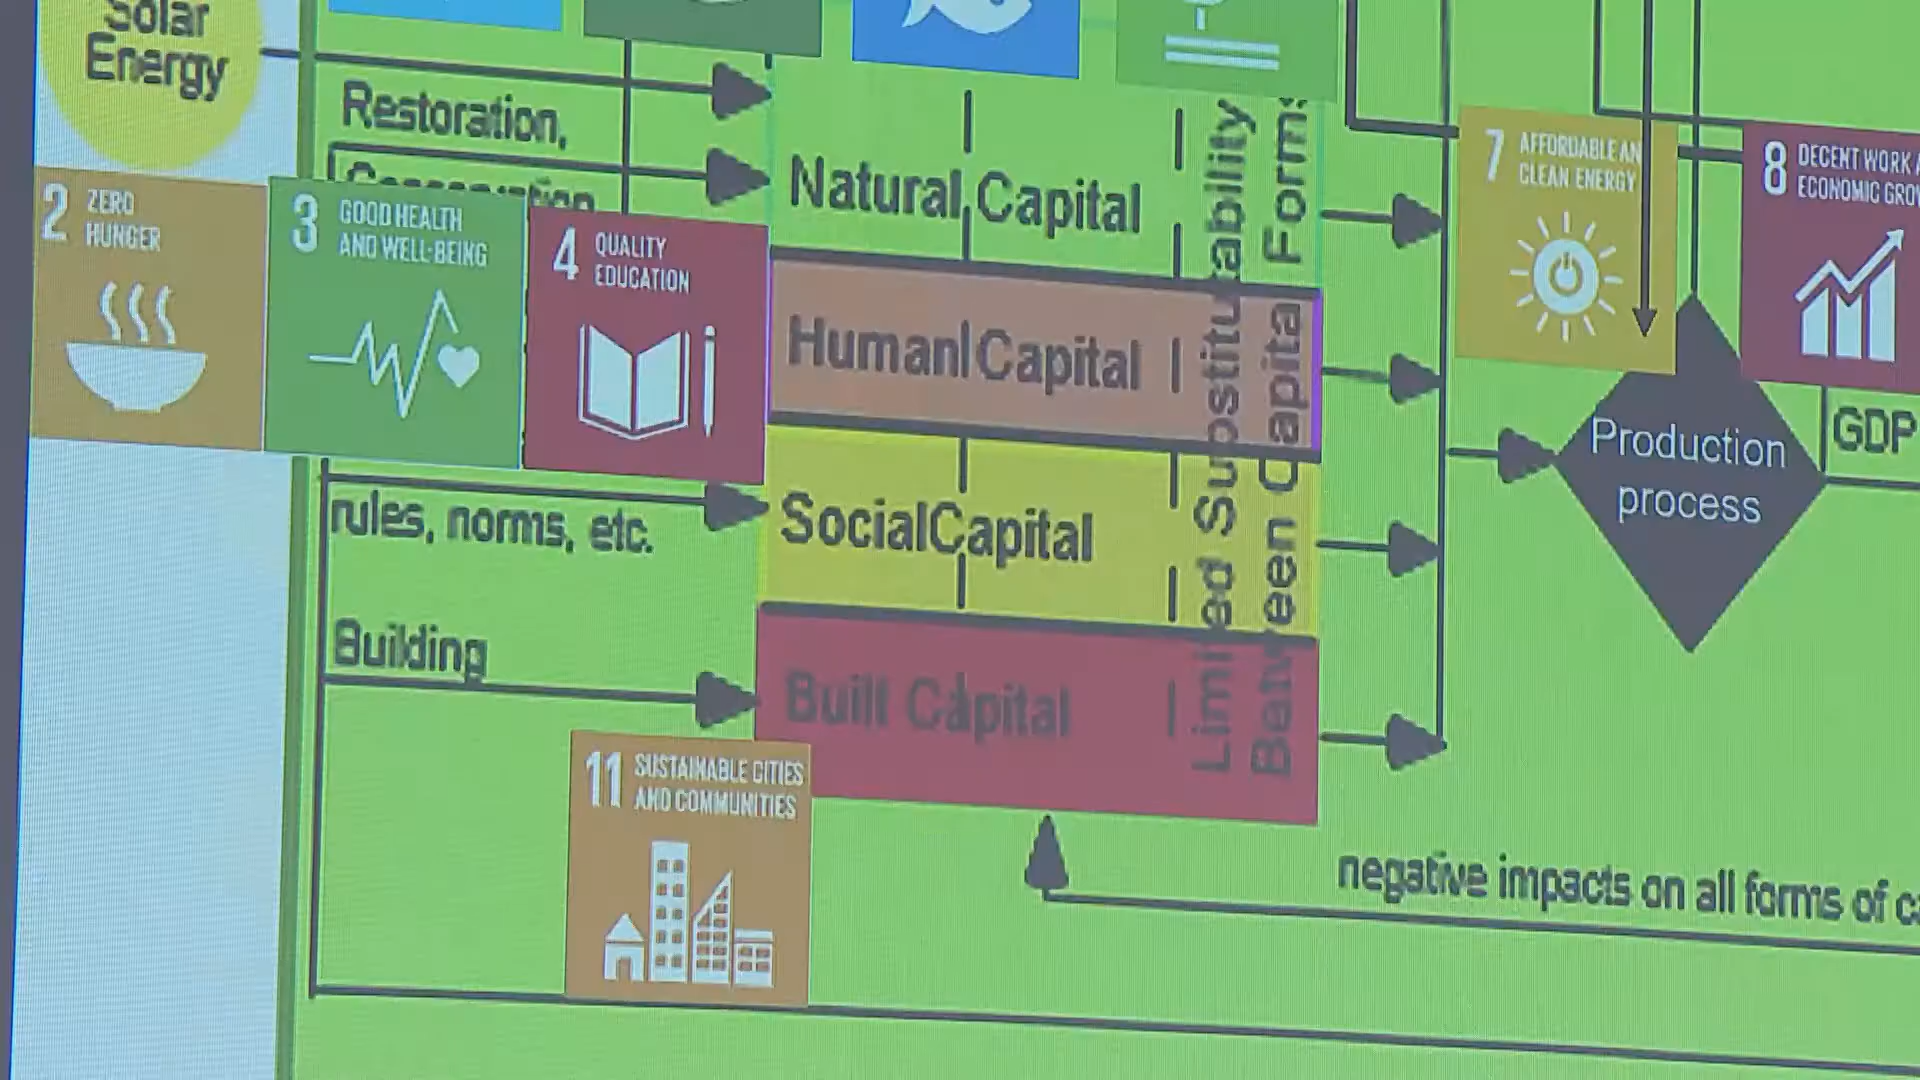 Solar
Energy
Restoration,
Natural Capital
2 ZERO
HUNGER
3 GOOD HEALTH
AND WELL-BEING
4 QUALITY
EDUCATION
Human Capital
rules, norms, etc.
Social Capital
Building
Built Capital
Limited Substitutability
Between Capital Forms
11 SUSTAINABLE CITIES
AND COMMUNITIES
7 AFFORDABLE AN
CLEAN ENERGY
8 DECENT WORK A
ECONOMIC GROW
Production
process
GDP
negative impacts on all forms of ca